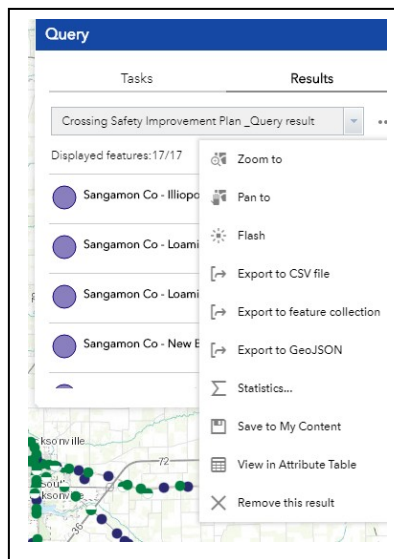 Query
Tasks
Results
Crossing Safety Improvement Plan _Query result
Displayed features:17/17
Zoom to
Sangamon Co - Illiopo
Pan to
Flash
Sangamon Co - Loami
Export to CSV file
Sangamon Co - Loami
Export to feature collection
Sangamon Co - New B
Export to GeoJSON
Statistics...
Save to My Content
ksonville
72
View in Attribute Table
Sout
ksonville
Remove this result
36